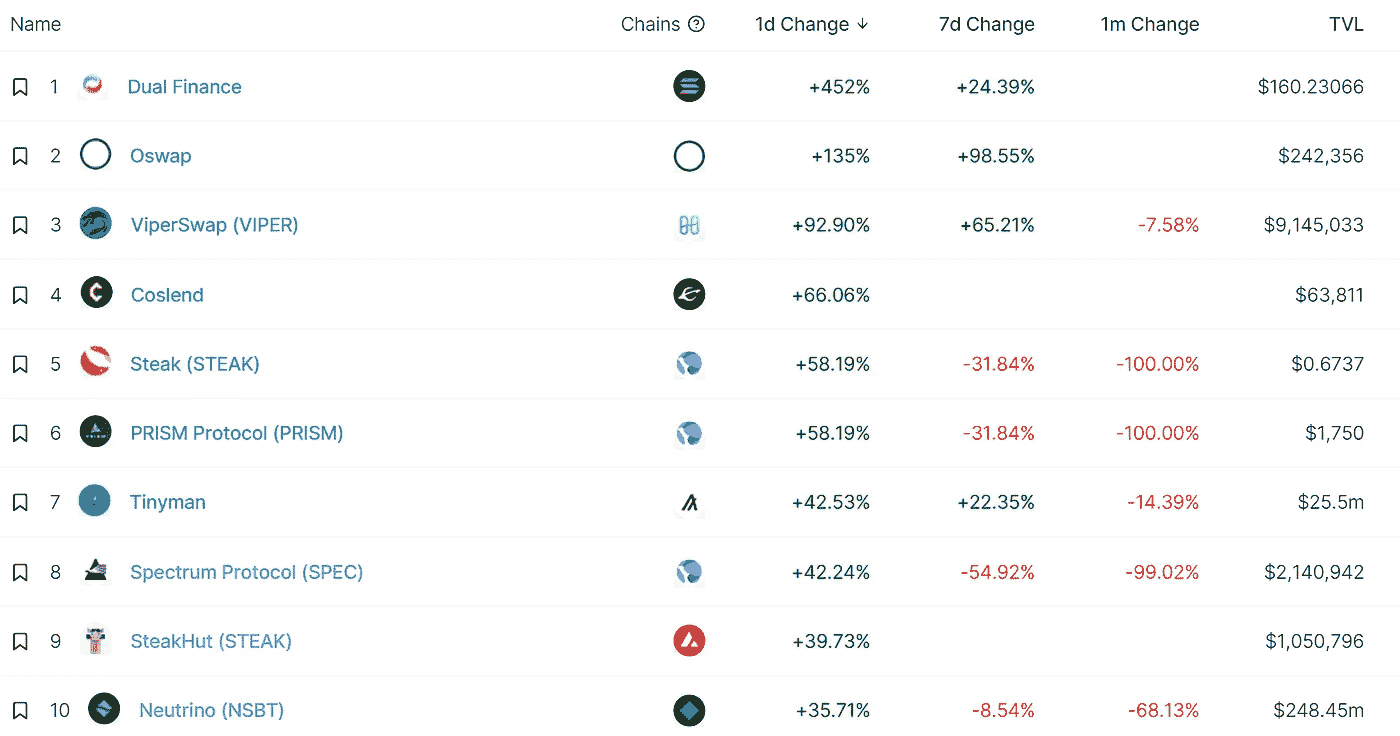 Name Chains ? 1d Change ↓ 7d Change 1m Change TVL
1 Dual Finance +452% +24.39% $160.23066
2 Oswap +135% +98.55% $242,356
3 ViperSwap (VIPER) +92.90% +65.21% -7.58% $9,145,033
4 Coslend +66.06% $63,811
5 Steak (STEAK) +58.19% -31.84% -100.00% $0.6737
6 PRISM Protocol (PRISM) +58.19% -31.84% -100.00% $1,750
7 Tinyman +42.53% +22.35% -14.39% $25.5m
8 Spectrum Protocol (SPEC) +42.24% -54.92% -99.02% $2,140,942
9 SteakHut (STEAK) +39.73% $1,050,796
10 Neutrino (NSBT) +35.71% -8.54% -68.13% $248.45m